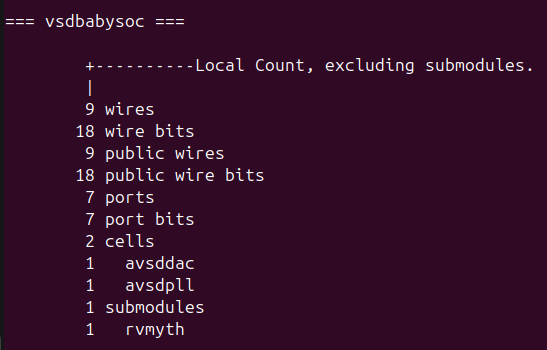 === vsdbabysoc ===
+----------Local Count, excluding submodules.
|
9 wires
18 wire bits
9 public wires
18 public wire bits
7 ports
7 port bits
2 cells
1   avsddac
1   avsdpll
1 submodules
1   rvmyth